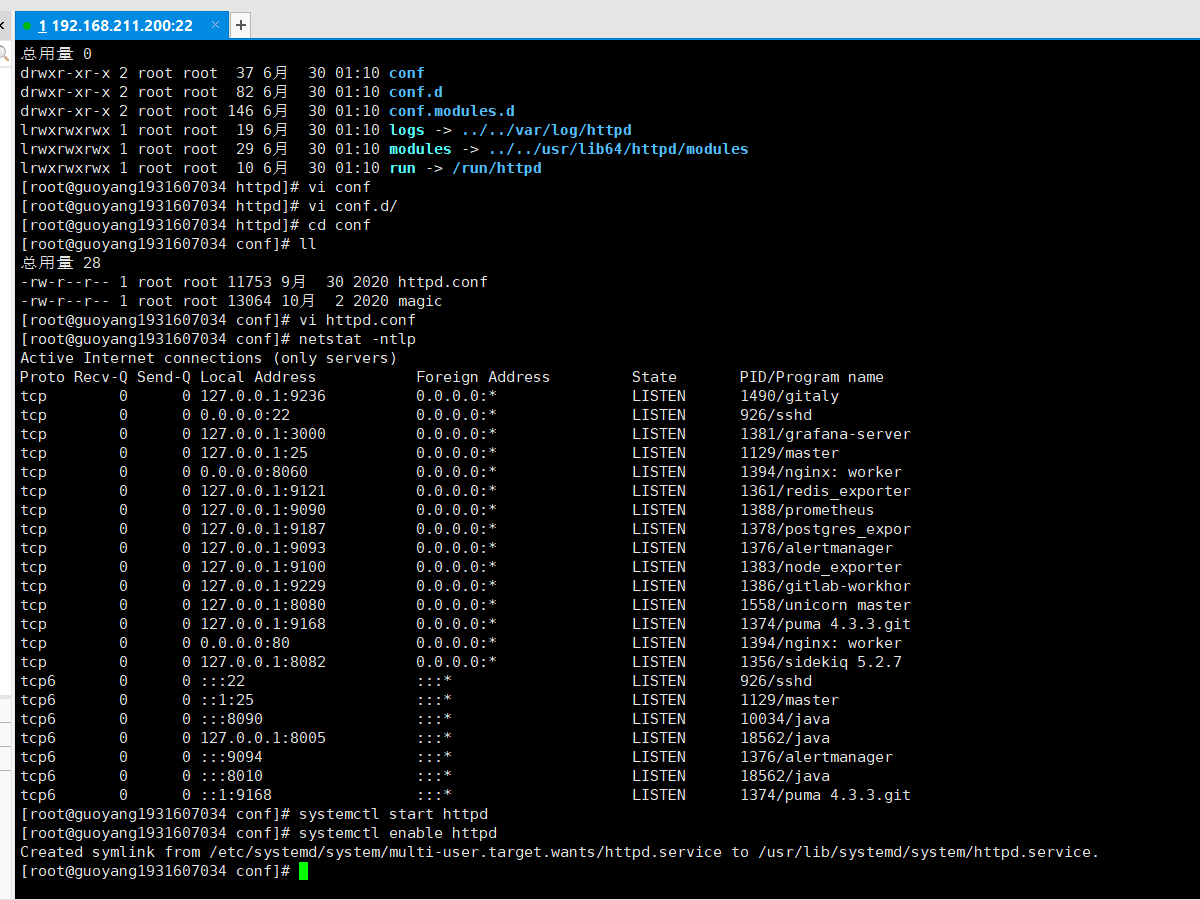 1 192.168.211.200:22 × +
总用量 0
drwxr-xr-x 2 root root  37 6月  30 01:10 conf
drwxr-xr-x 2 root root  82 6月  30 01:10 conf.d
drwxr-xr-x 2 root root 146 6月  30 01:10 conf.modules.d
lrwxrwxrwx 1 root root  19 6月  30 01:10 logs -> ../../var/log/httpd
lrwxrwxrwx 1 root root  29 6月  30 01:10 modules -> ../../usr/lib64/httpd/modules
lrwxrwxrwx 1 root root  10 6月  30 01:10 run -> /run/httpd
[root@guoyang1931607034 httpd]# vi conf
[root@guoyang1931607034 httpd]# vi conf.d/
[root@guoyang1931607034 httpd]# cd conf
[root@guoyang1931607034 conf]# ll
总用量 28
-rw-r--r-- 1 root root 11753 9月  30 2020 httpd.conf
-rw-r--r-- 1 root root 13064 10月  2 2020 magic
[root@guoyang1931607034 conf]# vi httpd.conf
[root@guoyang1931607034 conf]# netstat -ntlp
Active Internet connections (only servers)
Proto Recv-Q Send-Q Local Address           Foreign Address         State       PID/Program name
tcp        0      0 127.0.0.1:9236          0.0.0.0:*               LISTEN      1490/gitaly
tcp        0      0 0.0.0.0:22              0.0.0.0:*               LISTEN      926/sshd
tcp        0      0 127.0.0.1:3000          0.0.0.0:*               LISTEN      1381/grafana-server
tcp        0      0 127.0.0.1:25            0.0.0.0:*               LISTEN      1129/master
tcp        0      0 0.0.0.0:8060            0.0.0.0:*               LISTEN      1394/nginx: worker
tcp        0      0 127.0.0.1:9121          0.0.0.0:*               LISTEN      1361/redis_exporter
tcp        0      0 127.0.0.1:9090          0.0.0.0:*               LISTEN      1388/prometheus
tcp        0      0 127.0.0.1:9187          0.0.0.0:*               LISTEN      1378/postgres_expor
tcp        0      0 127.0.0.1:9093          0.0.0.0:*               LISTEN      1376/alertmanager
tcp        0      0 127.0.0.1:9100          0.0.0.0:*               LISTEN      1383/node_exporter
tcp        0      0 127.0.0.1:9229          0.0.0.0:*               LISTEN      1386/gitlab-workhor
tcp        0      0 127.0.0.1:8080          0.0.0.0:*               LISTEN      1558/unicorn master
tcp        0      0 127.0.0.1:9168          0.0.0.0:*               LISTEN      1374/puma 4.3.3.git
tcp        0      0 0.0.0.0:80              0.0.0.0:*               LISTEN      1394/nginx: worker
tcp        0      0 127.0.0.1:8082          0.0.0.0:*               LISTEN      1356/sidekiq 5.2.7
tcp6       0      0 :::22                   :::*                    LISTEN      926/sshd
tcp6       0      0 ::1:25                  :::*                    LISTEN      1129/master
tcp6       0      0 :::8090                 :::*                    LISTEN      10034/java
tcp6       0      0 127.0.0.1:8005          :::*                    LISTEN      18562/java
tcp6       0      0 :::9094                 :::*                    LISTEN      1376/alertmanager
tcp6       0      0 :::8010                 :::*                    LISTEN      18562/java
tcp6       0      0 ::1:9168                :::*                    LISTEN      1374/puma 4.3.3.git
[root@guoyang1931607034 conf]# systemctl start httpd
[root@guoyang1931607034 conf]# systemctl enable httpd
Created symlink from /etc/systemd/system/multi-user.target.wants/httpd.service to /usr/lib/systemd/system/httpd.service.
[root@guoyang1931607034 conf]#